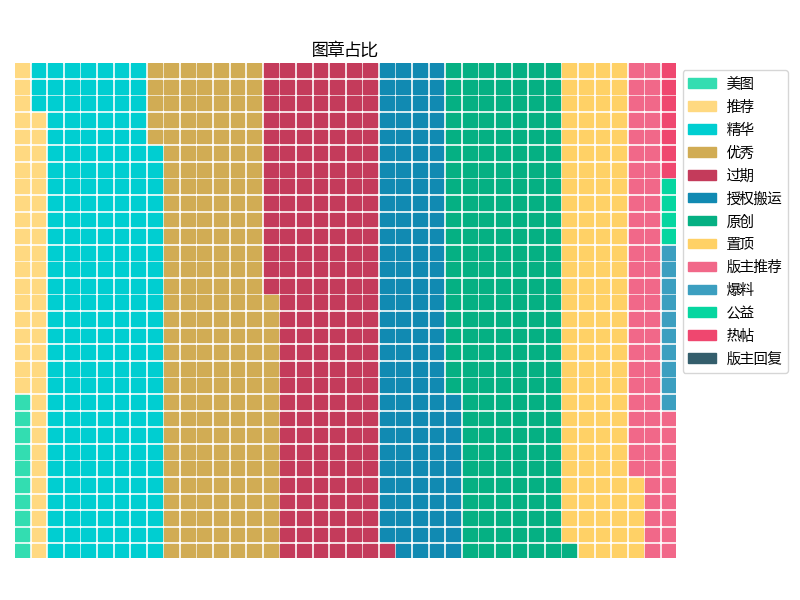 图章占比
美图
推荐
精华
优秀
过期
授权搬运
原创
置顶
版主推荐
爆料
公益
热帖
版主回复